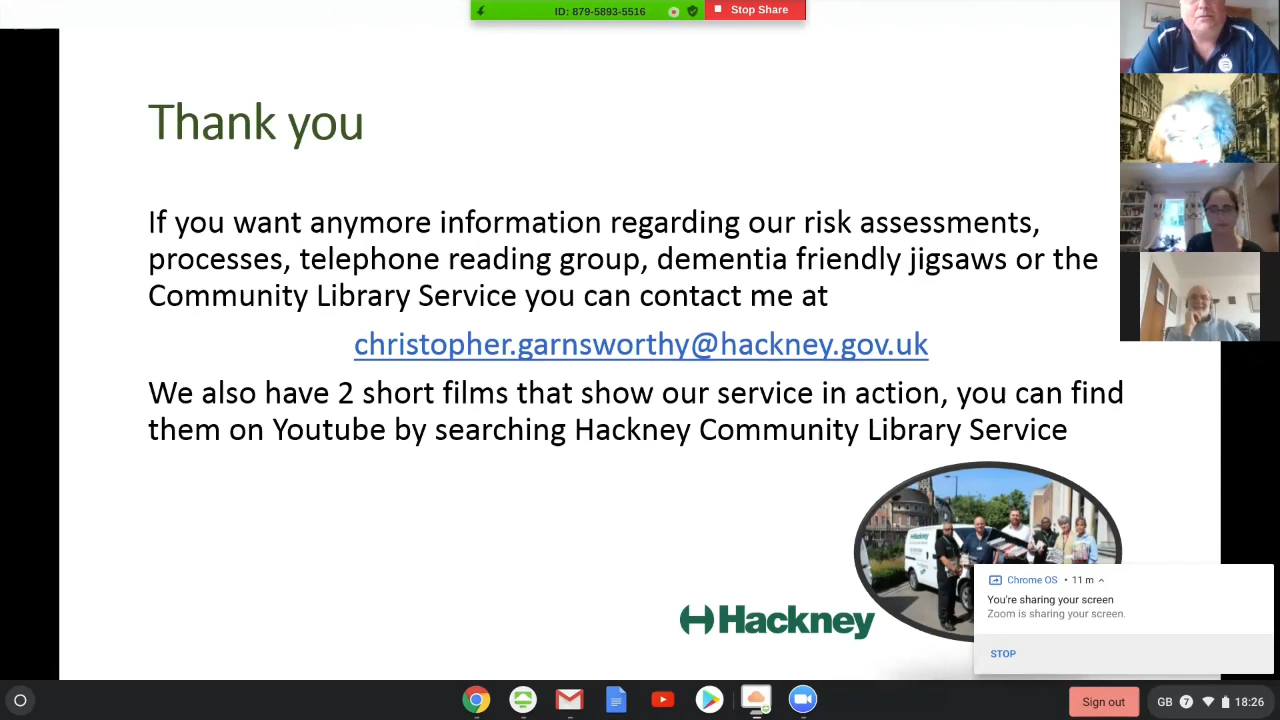 ID: 879-5893-5516
Stop Share
Thank you
If you want anymore information regarding our risk assessments,
processes, telephone reading group, dementia friendly jigsaws or the
Community Library Service you can contact me at
christopher.garnsworthy@hackney.gov.uk
We also have 2 short films that show our service in action, you can find
them on Youtube by searching Hackney Community Library Service
Hackney
Hackney
Chrome OS • 11 m
You're sharing your screen
Zoom is sharing your screen.
STOP
Sign out
GB 7 18:26